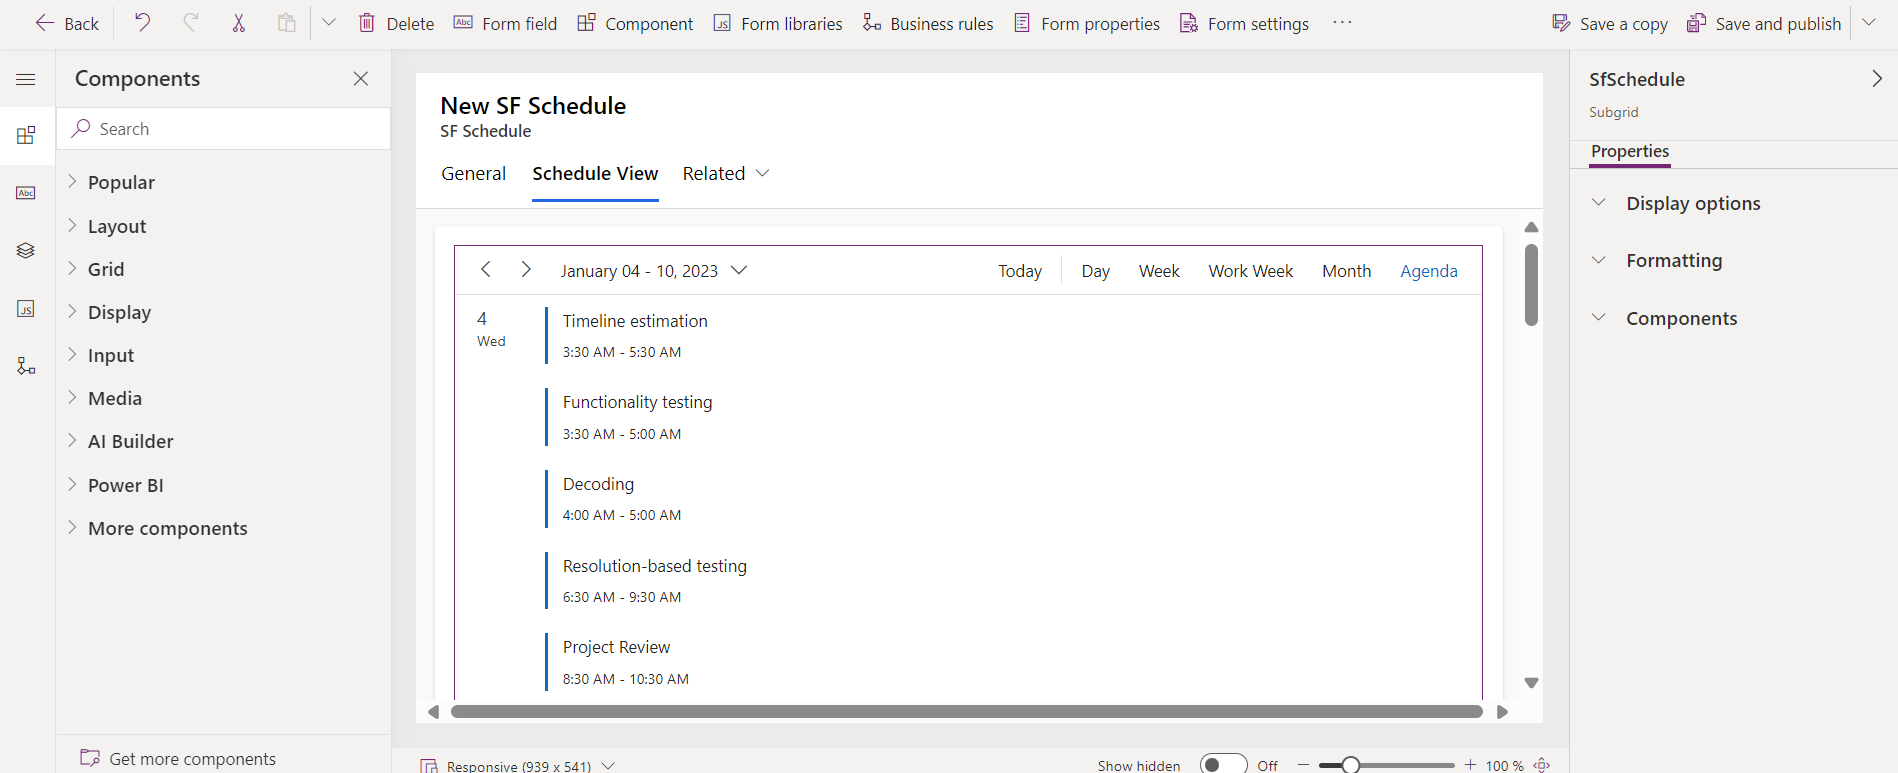 Back
Delete
Form field
Component
Form libraries
Business rules
Form properties
Form settings
Save a copy
Save and publish
Components
Search
Popular
Layout
Grid
Display
Input
Media
AI Builder
Power BI
More components
Get more components
Abc
Abc
JS
JS
New SF Schedule
SF Schedule
General
Schedule View
Related
January 04 - 10, 2023
Today
Day
Week
Work Week
Month
Agenda
4
Wed
Timeline estimation
3:30 AM - 5:30 AM
Functionality testing
3:30 AM - 5:00 AM
Decoding
4:00 AM - 5:00 AM
Resolution-based testing
6:30 AM - 9:30 AM
Project Review
8:30 AM - 10:30 AM
Responsive (939 x 541)
Show hidden
Off
100 %
SfSchedule
Subgrid
Properties
Display options
Formatting
Components